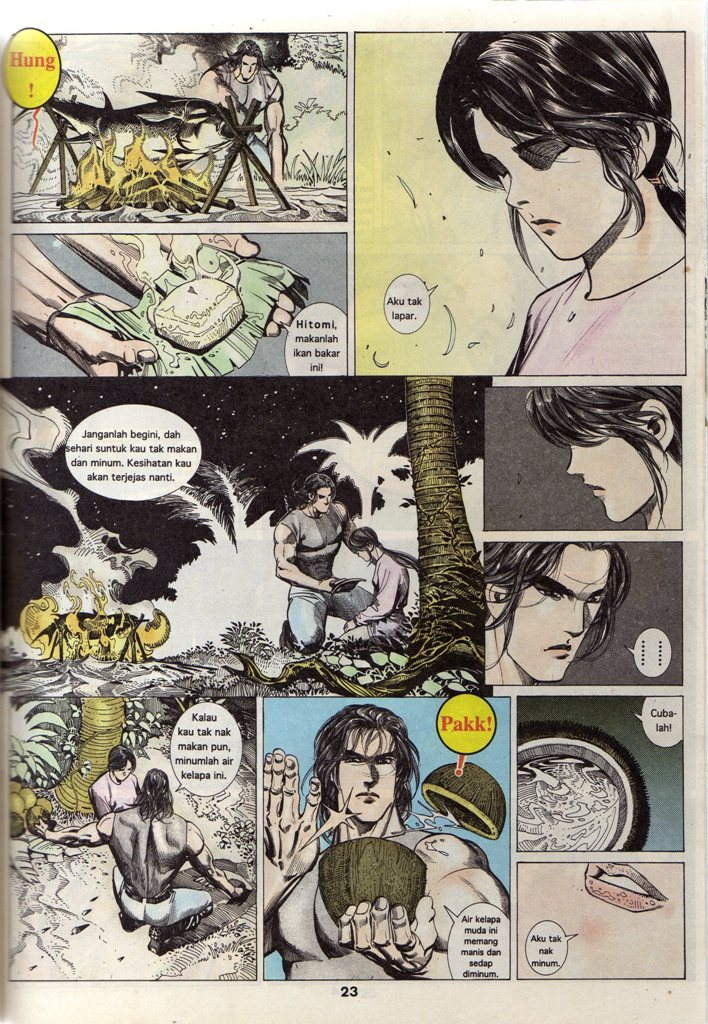 Hung
!
Aku tak
lapar.
Hitomi,
makanlah
ikan bakar
ini!
Janganlah begini, dah
sehari suntuk kau tak makan
dan minum. Kesihatan kau
akan terjejas nanti.
Kalau
kau tak nak
makan pun,
minumlah air
kelapa ini.
Pakk!
Air kelapa
muda ini
memang
manis dan
sedap
diminum.
Cuba-
lah!
Aku tak
nak
minum.
23